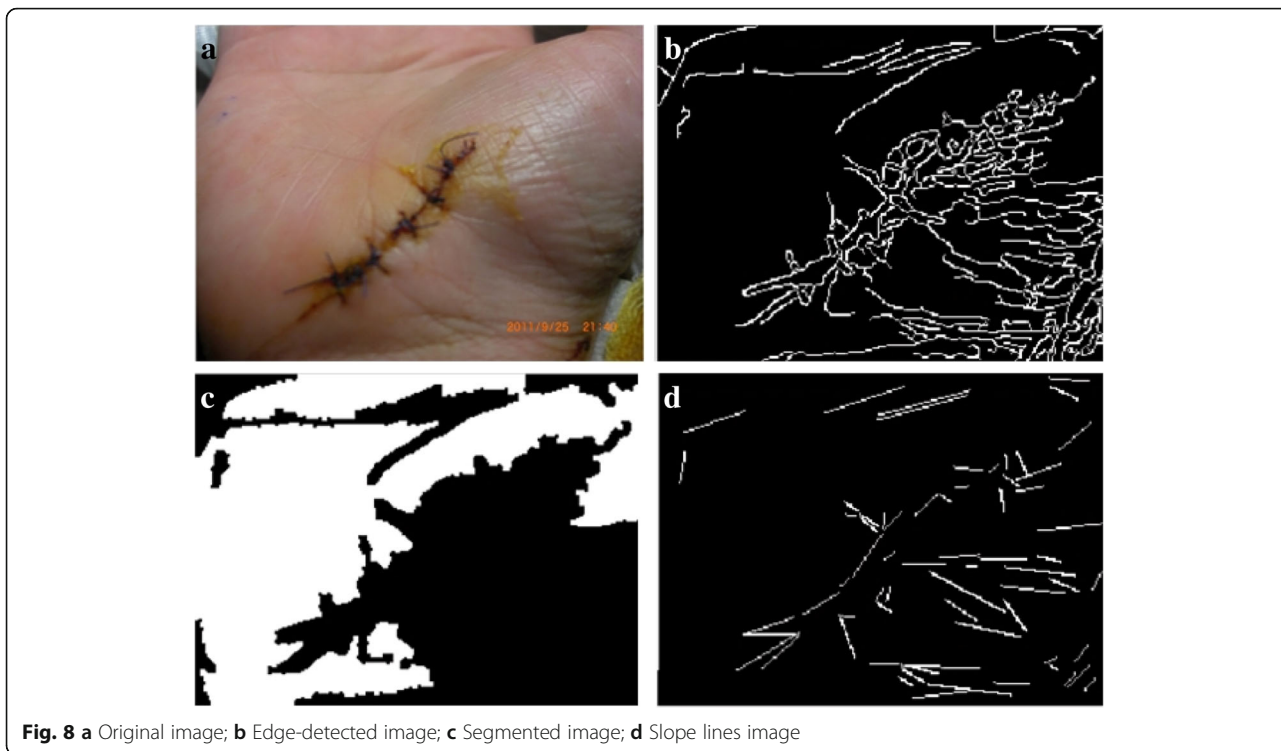 a
b
2011/9/25 21:40
c
d
Fig. 8 a Original image; b Edge-detected image; c Segmented image; d Slope lines image